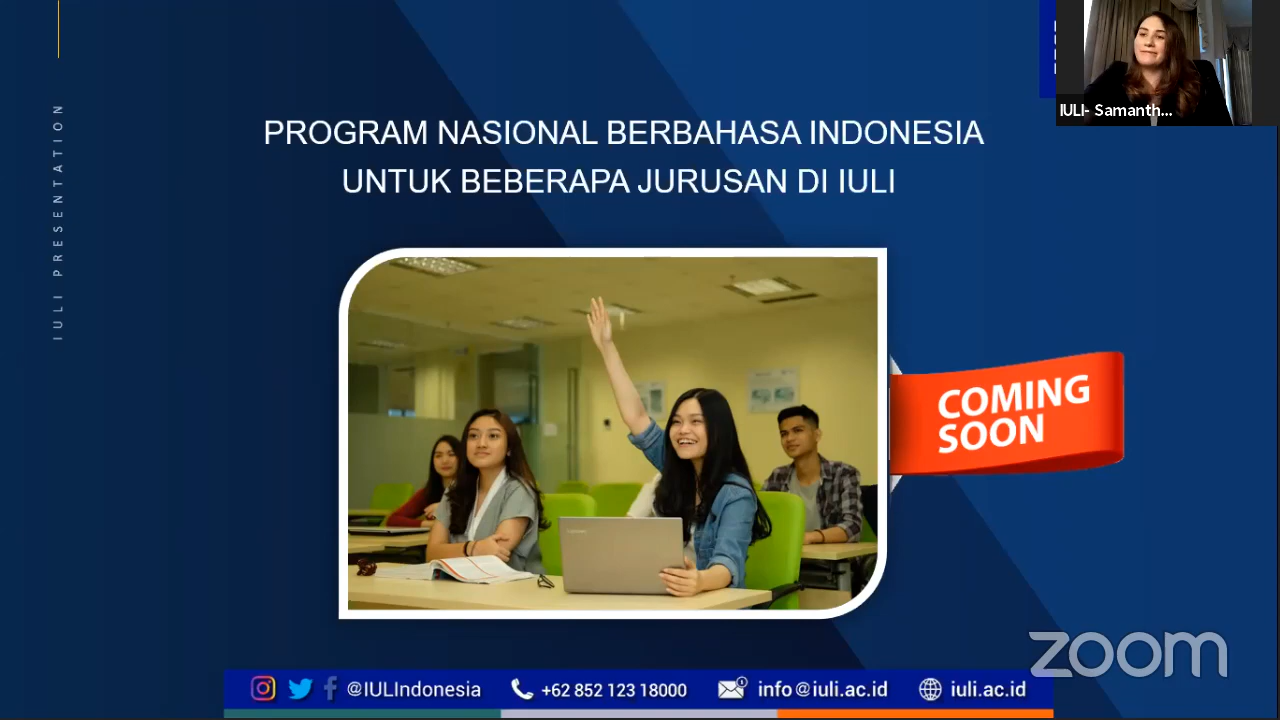 IULI PRESENTATION
PROGRAM NASIONAL BERBAHASA INDONESIA
UNTUK BEBERAPA JURUSAN DI IULI
IULI- Samanth...
COMING
SOON
zoom
@IULIndonesia +62 852 123 18000 info@iuli.ac.id iuli.ac.id